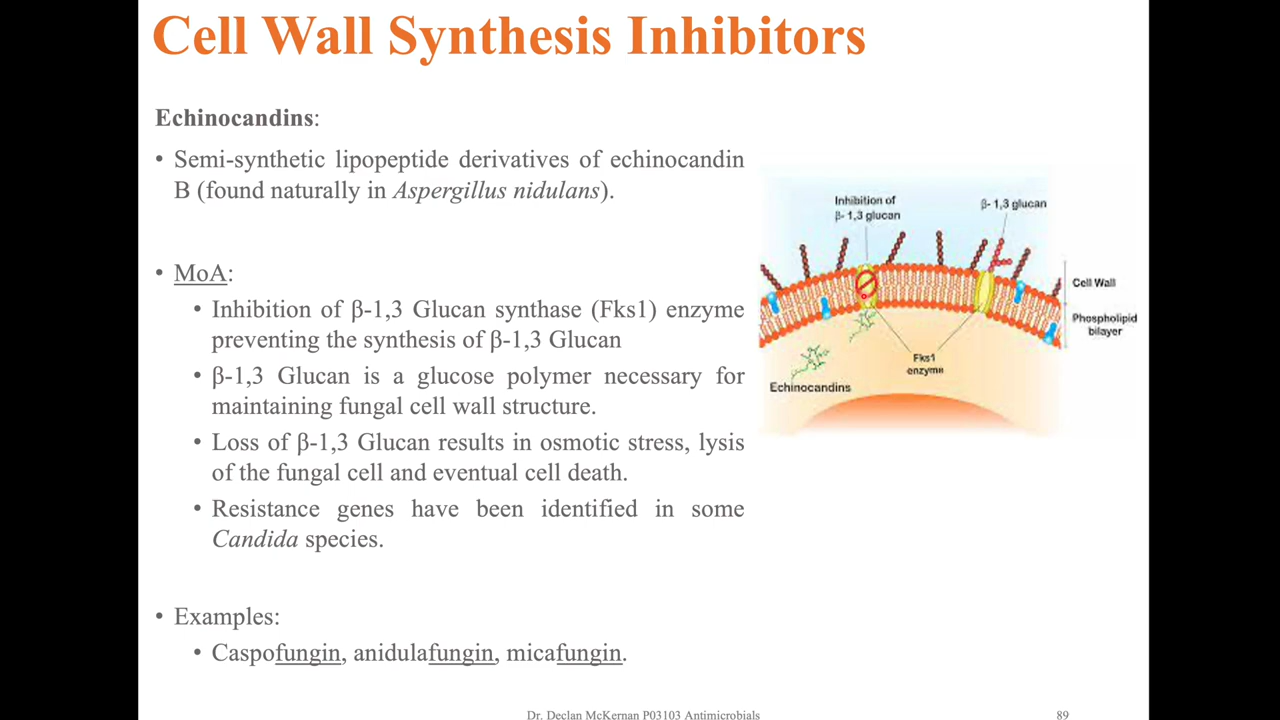 Cell Wall Synthesis Inhibitors
Echinocandins:
• Semi-synthetic lipopeptide derivatives of echinocandin
B (found naturally in Aspergillus nidulans).
• MoA:
• Inhibition of β-1,3 Glucan synthase (Fks1) enzyme
preventing the synthesis of β-1,3 Glucan
• β-1,3 Glucan is a glucose polymer necessary for
maintaining fungal cell wall structure.
• Loss of β-1,3 Glucan results in osmotic stress, lysis
of the fungal cell and eventual cell death.
• Resistance genes have been identified in some
Candida species.
• Examples:
• Caspofungin, anidulafungin, micafungin.
Inhibition of
β- 1,3 glucan
β- 1,3 glucan
Cell Wall
Phospholipid
bilayer
Fks1
enzyme
Echinocandins
Dr. Declan McKernan P03103 Antimicrobials
89